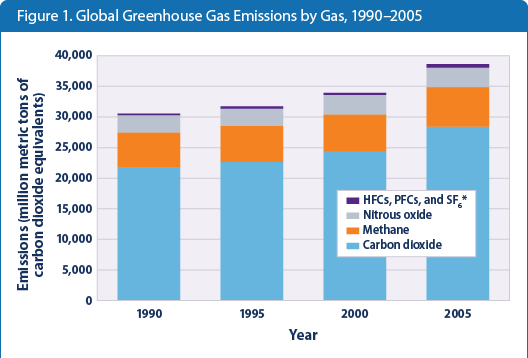 Figure 1. Global Greenhouse Gas Emissions by Gas, 1990–2005
Emissions (million metric tons of
carbon dioxide equivalents)
40,000
35,000
30,000
25,000
20,000
15,000
10,000
5,000
0
HFCs, PFCs, and SF₆*
Nitrous oxide
Methane
Carbon dioxide
1990
1995
2000
2005
Year